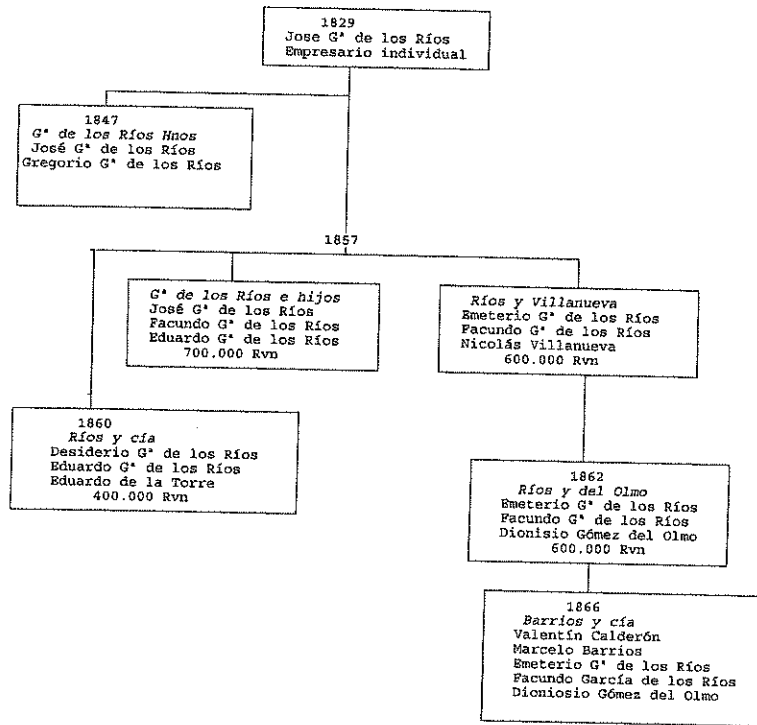 1829
Jose Gª de los Ríos
Empresario individual
1847
Gª de los Ríos Hnos
José Gª de los Ríos
Gregorio Gª de los Ríos
1857
Gª de los Ríos e hijos
José Gª de los Ríos
Facundo Gª de los Ríos
Eduardo Gª de los Ríos
700.000 Rvn
Ríos y Villanueva
Emeterio Gª de los Ríos
Facundo Gª de los Ríos
Nicolás Villanueva
600.000 Rvn
1860
Ríos y cía
Desiderio Gª de los Ríos
Eduardo Gª de los Ríos
Eduardo de la Torre
400.000 Rvn
1862
Ríos y del Olmo
Emeterio Gª de los Ríos
Facundo Gª de los Ríos
Dionisio Gómez del Olmo
600.000 Rvn
1866
Barrios y cía
Valentín Calderón
Marcelo Barrios
Emeterio Gª de los Ríos
Facundo García de los Ríos
Dioniosio Gómez del Olmo